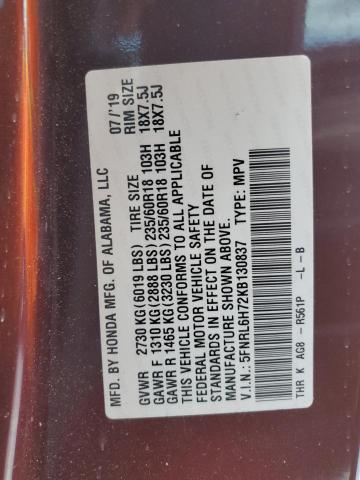 MFD. BY HONDA MFG. OF ALABAMA, LLC 07/'19
TIRE SIZE RIM SIZE
GVWR 2730 KG (6019 LBS)
GAWR F 1310 KG(2888 LBS) 235/60R18 103H 18X7.5J
GAWR R 1465 KG(3230 LBS) 235/60R18 103H 18X7.5J
THIS VEHICLE CONFORMS TO ALL APPLICABLE
FEDERAL MOTOR VEHICLE SAFETY
STANDARDS IN EFFECT ON THE DATE OF
MANUFACTURE SHOWN ABOVE.
V.I.N.: 5FNRL6H72KB130837 TYPE: MPV
THR K AG8 - R561P -L -B